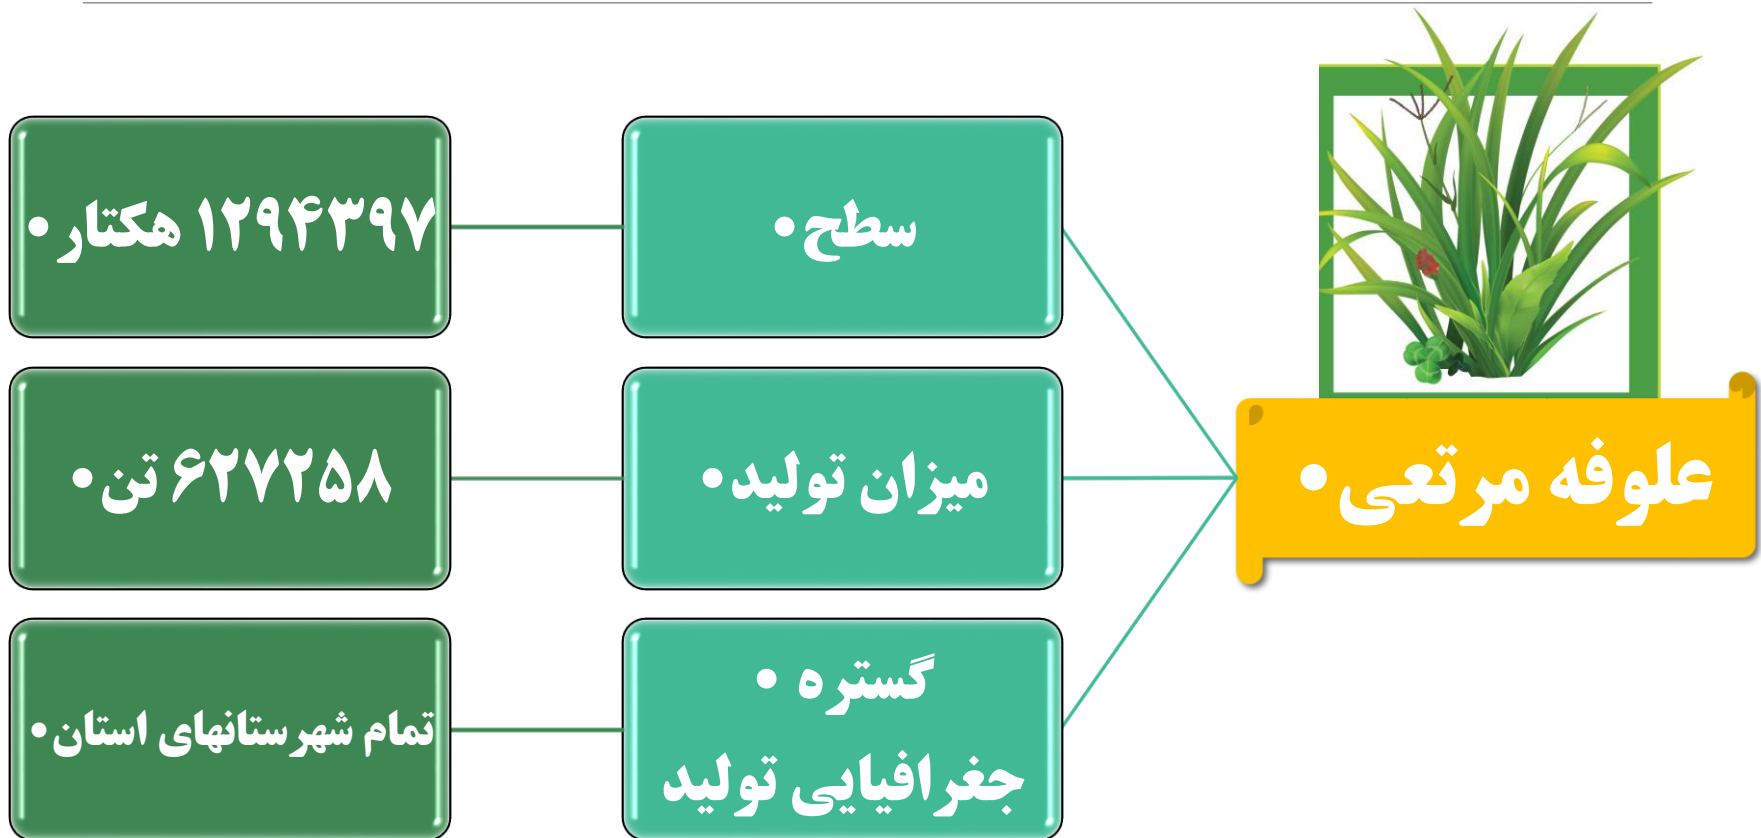 علوفه مرتعی•
سطح•
۱۲۹۴۳۹۷ هکتار•
میزان تولید•
۶۲۷۲۵۸ تن•
گستره •
جغرافیایی تولید
تمام شهرستانهای استان•